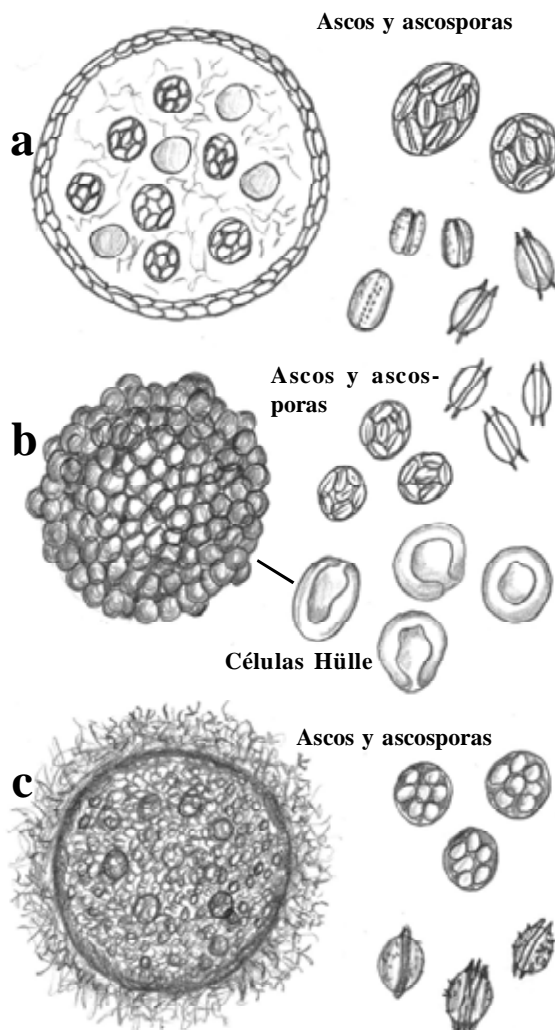 Ascos y ascosporas
a
Ascos y ascos-
poras
b
Células Hülle
Ascos y ascosporas
c